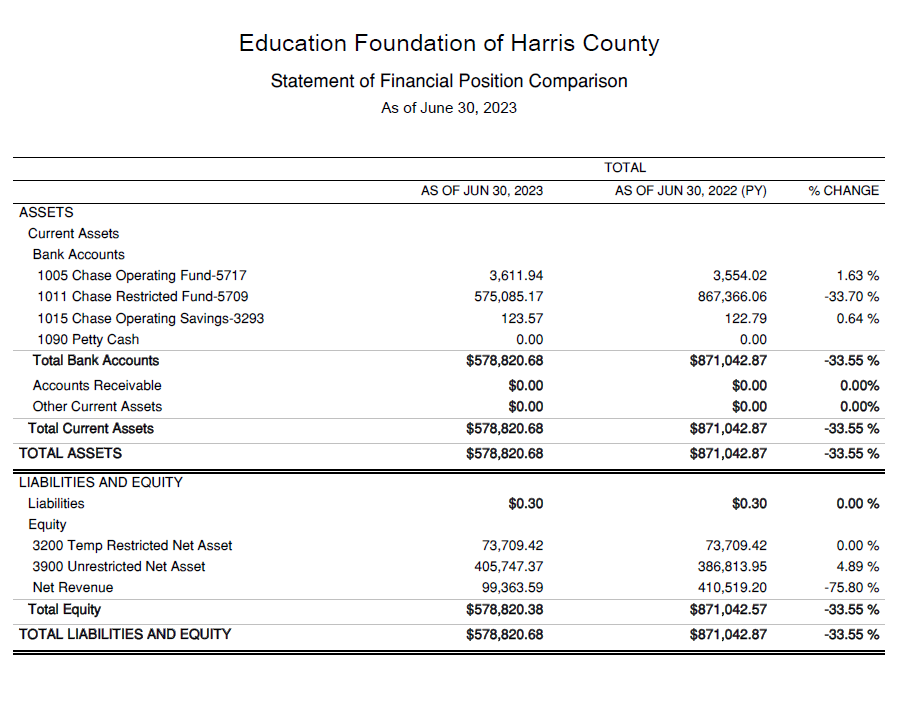 Education Foundation of Harris County
Statement of Financial Position Comparison
As of June 30, 2023
TOTAL
AS OF JUN 30, 2023 AS OF JUN 30, 2022 (PY) % CHANGE
ASSETS
Current Assets
Bank Accounts
1005 Chase Operating Fund-5717 3,611.94 3,554.02 1.63 %
1011 Chase Restricted Fund-5709 575,085.17 867,366.06 -33.70 %
1015 Chase Operating Savings-3293 123.57 122.79 0.64 %
1090 Petty Cash 0.00 0.00
Total Bank Accounts $578,820.68 $871,042.87 -33.55 %
Accounts Receivable $0.00 $0.00 0.00%
Other Current Assets $0.00 $0.00 0.00%
Total Current Assets $578,820.68 $871,042.87 -33.55 %
TOTAL ASSETS $578,820.68 $871,042.87 -33.55 %
LIABILITIES AND EQUITY
Liabilities $0.30 $0.30 0.00 %
Equity
3200 Temp Restricted Net Asset 73,709.42 73,709.42 0.00 %
3900 Unrestricted Net Asset 405,747.37 386,813.95 4.89 %
Net Revenue 99,363.59 410,519.20 -75.80 %
Total Equity $578,820.38 $871,042.57 -33.55 %
TOTAL LIABILITIES AND EQUITY $578,820.68 $871,042.87 -33.55 %